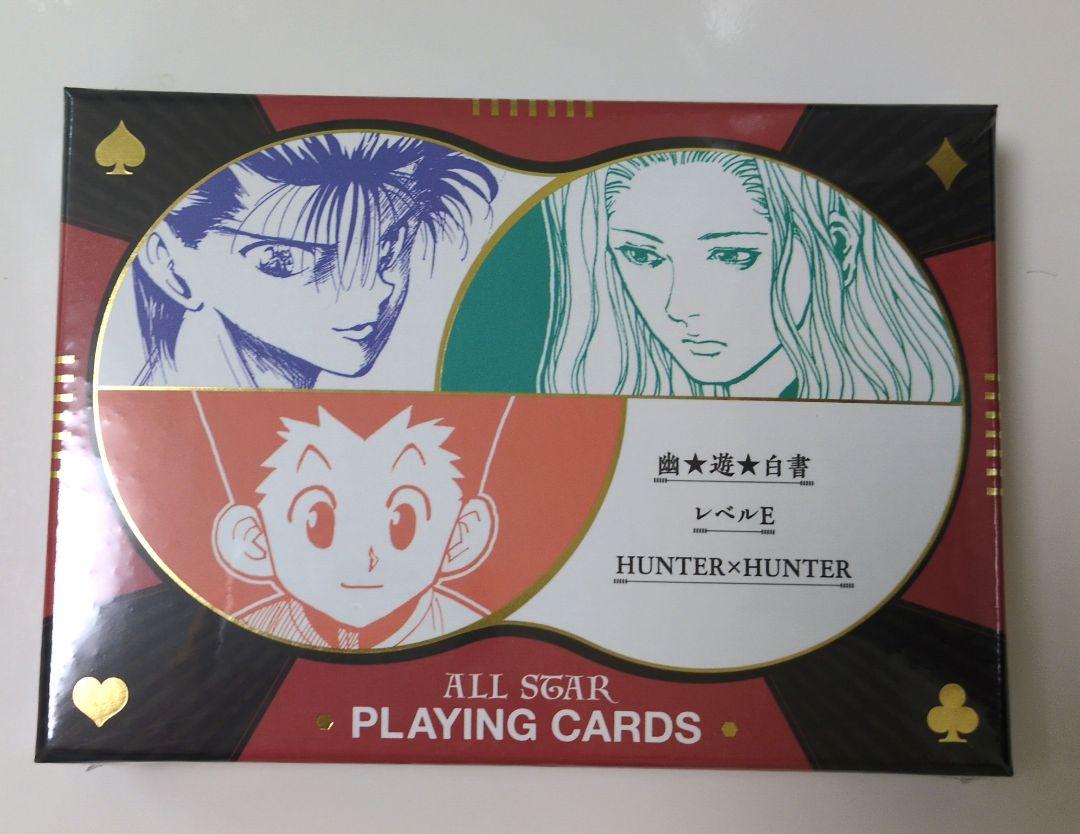 幽★遊★白書
レベルE
HUNTER×HUNTER
ALL STAR
PLAYING CARDS